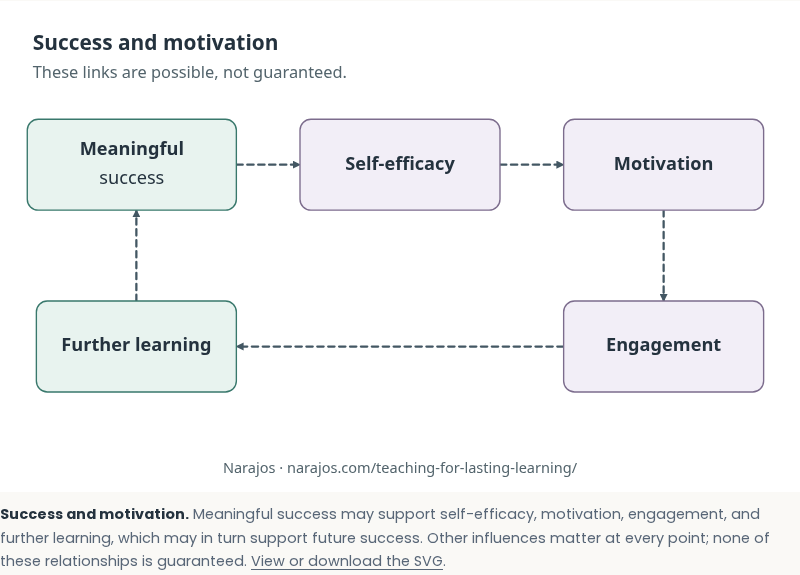 Success and motivation
These links are possible, not guaranteed.
Meaningful
success
Self-efficacy
Motivation
Further learning
Engagement
Narajos · narajos.com/teaching-for-lasting-learning/
Success and motivation. Meaningful success may support self-efficacy, motivation, engagement, and
further learning, which may in turn support future success. Other influences matter at every point; none of
these relationships is guaranteed. View or download the SVG.